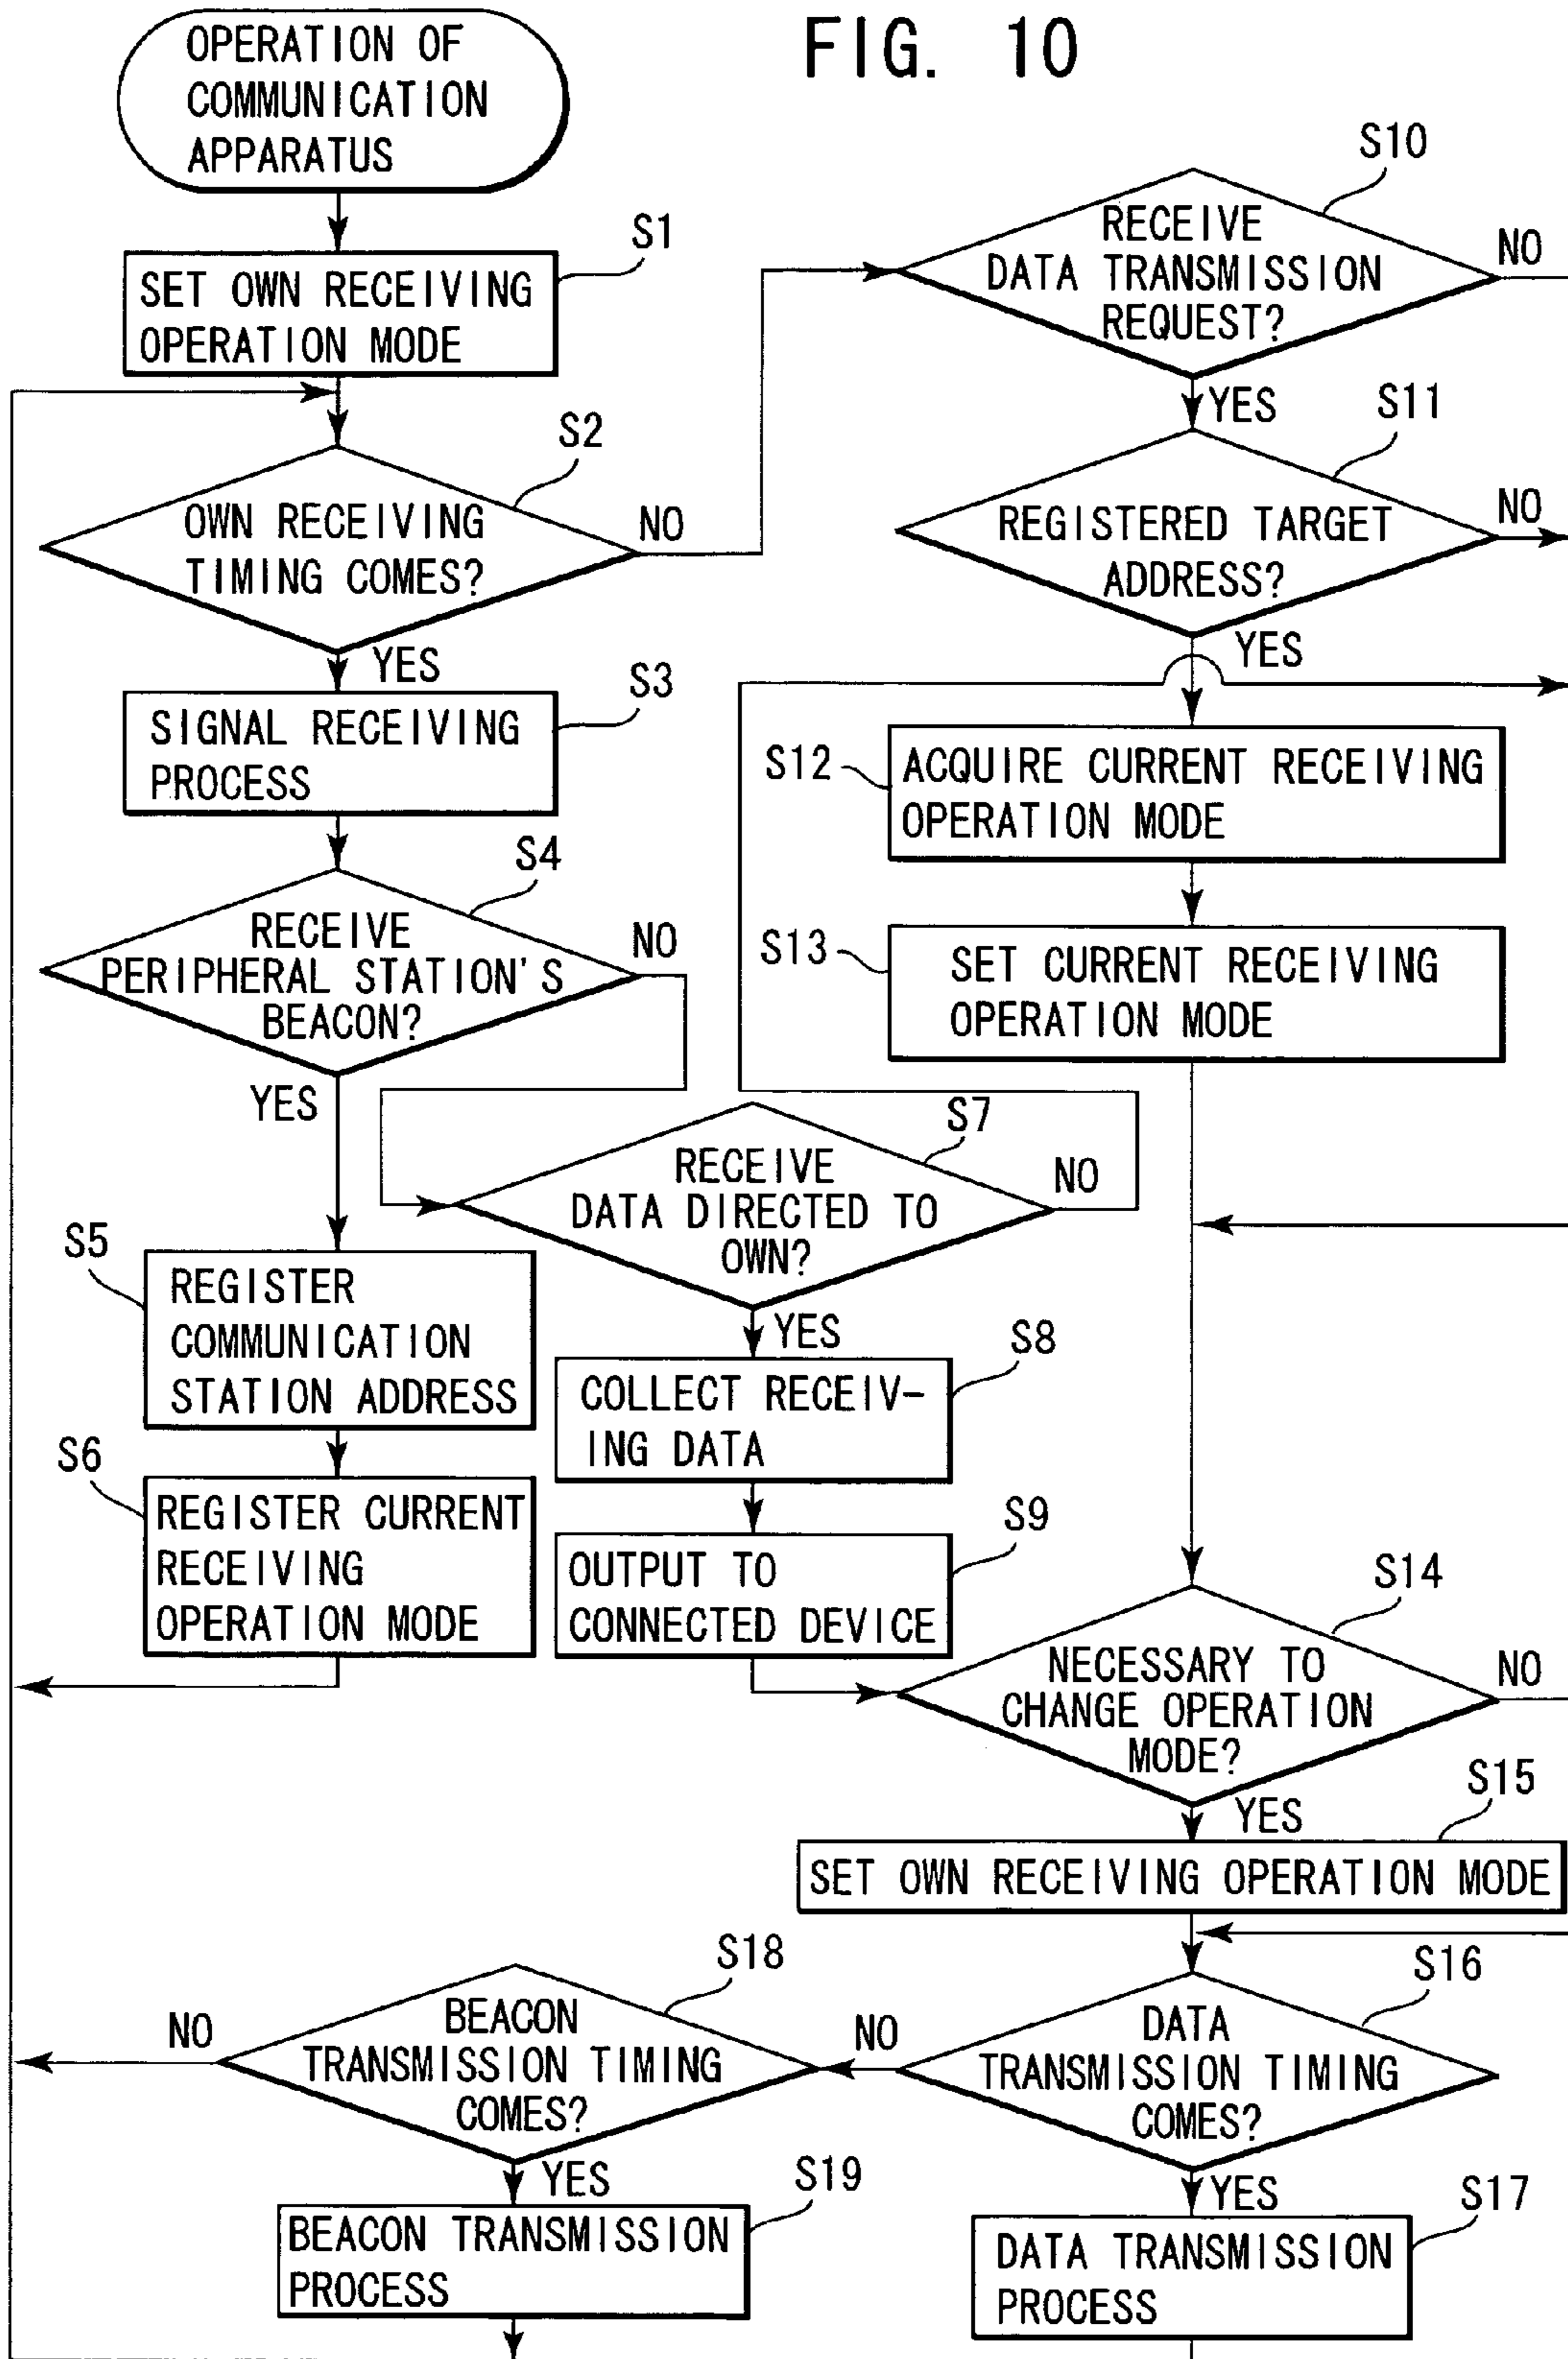 FIG. 10
OPERATION OF
COMMUNICATION
APPARATUS
S1
SET OWN RECEIVING
OPERATION MODE
S2
OWN RECEIVING
TIMING COMES?
NO
YES
S3
SIGNAL RECEIVING
PROCESS
S4
RECEIVE
PERIPHERAL STATION'S
BEACON?
NO
YES
S5
REGISTER
COMMUNICATION
STATION ADDRESS
S6
REGISTER CURRENT
RECEIVING
OPERATION MODE
S7
RECEIVE
DATA DIRECTED TO
OWN?
NO
YES
S8
COLLECT RECEIV-
ING DATA
S9
OUTPUT TO
CONNECTED DEVICE
S10
RECEIVE
DATA TRANSMISSION
REQUEST?
NO
YES
S11
REGISTERED TARGET
ADDRESS?
NO
YES
S12
ACQUIRE CURRENT RECEIVING
OPERATION MODE
S13
SET CURRENT RECEIVING
OPERATION MODE
S14
NECESSARY TO
CHANGE OPERATION
MODE?
NO
YES
S15
SET OWN RECEIVING OPERATION MODE
S16
DATA
TRANSMISSION TIMING
COMES?
NO
YES
S17
DATA TRANSMISSION
PROCESS
S18
BEACON
TRANSMISSION TIMING
COMES?
NO
YES
S19
BEACON TRANSMISSION
PROCESS